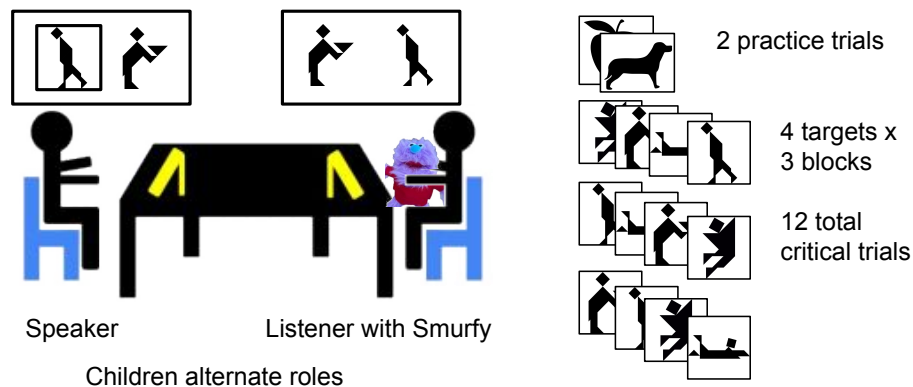 2 practice trials
4 targets x
3 blocks
12 total
critical trials
Speaker
Listener with Smurfy
Children alternate roles